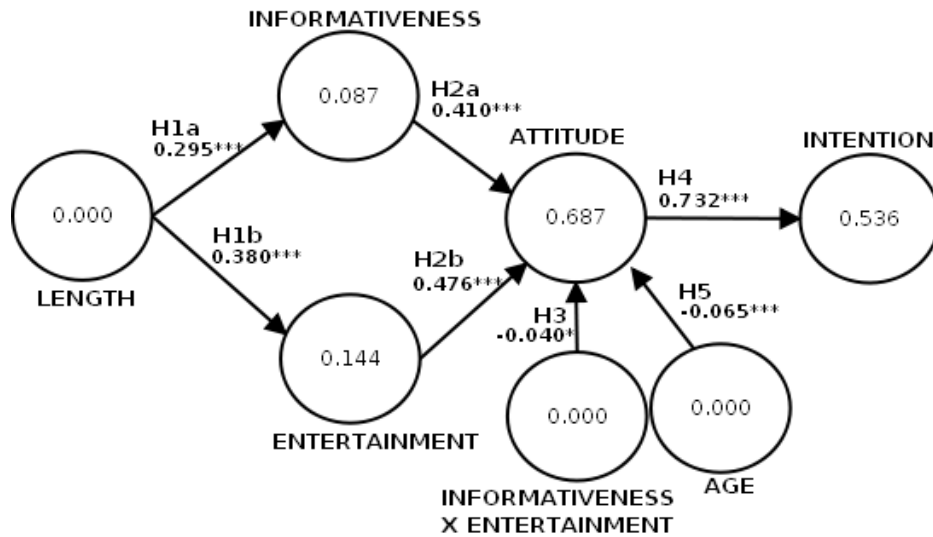 INFORMATIVENESS
0.087
H2a
0.410***
H1a
0.295***
ATTITUDE
INTENTION
0.000
H4
0.732***
0.687
0.536
H1b
0.380***
H2b
0.476***
LENGTH
H5
-0.065***
H3
-0.040*
0.144
0.000
0.000
ENTERTAINMENT
AGE
INFORMATIVENESS
X ENTERTAINMENT